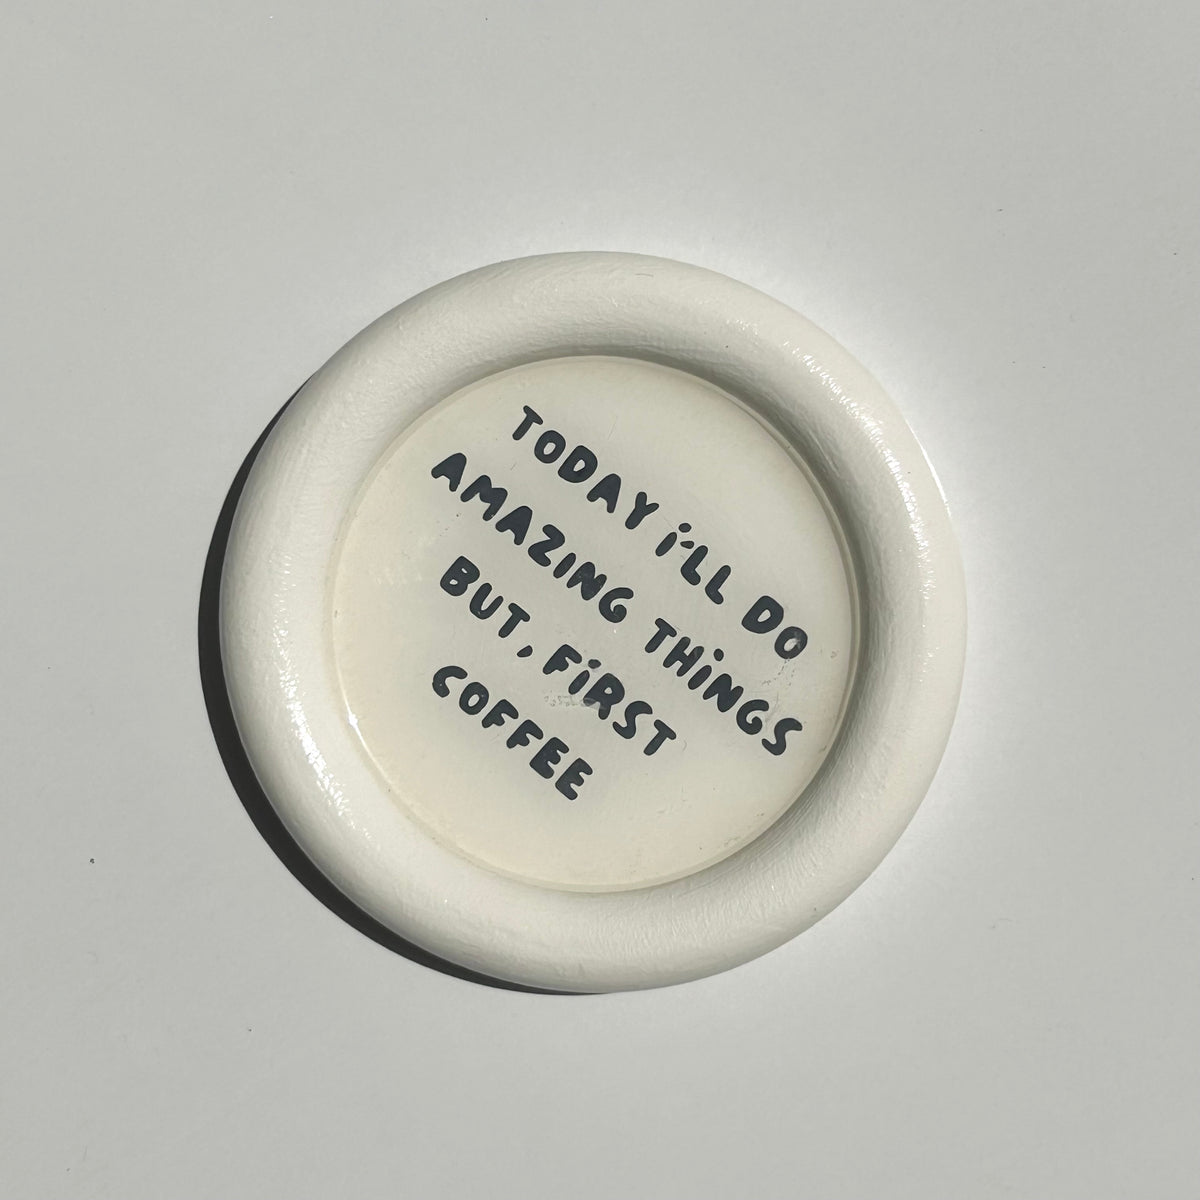 TODAY i'LL DO
AMAZING THiNGS
BUT, FiRST
COFFEE